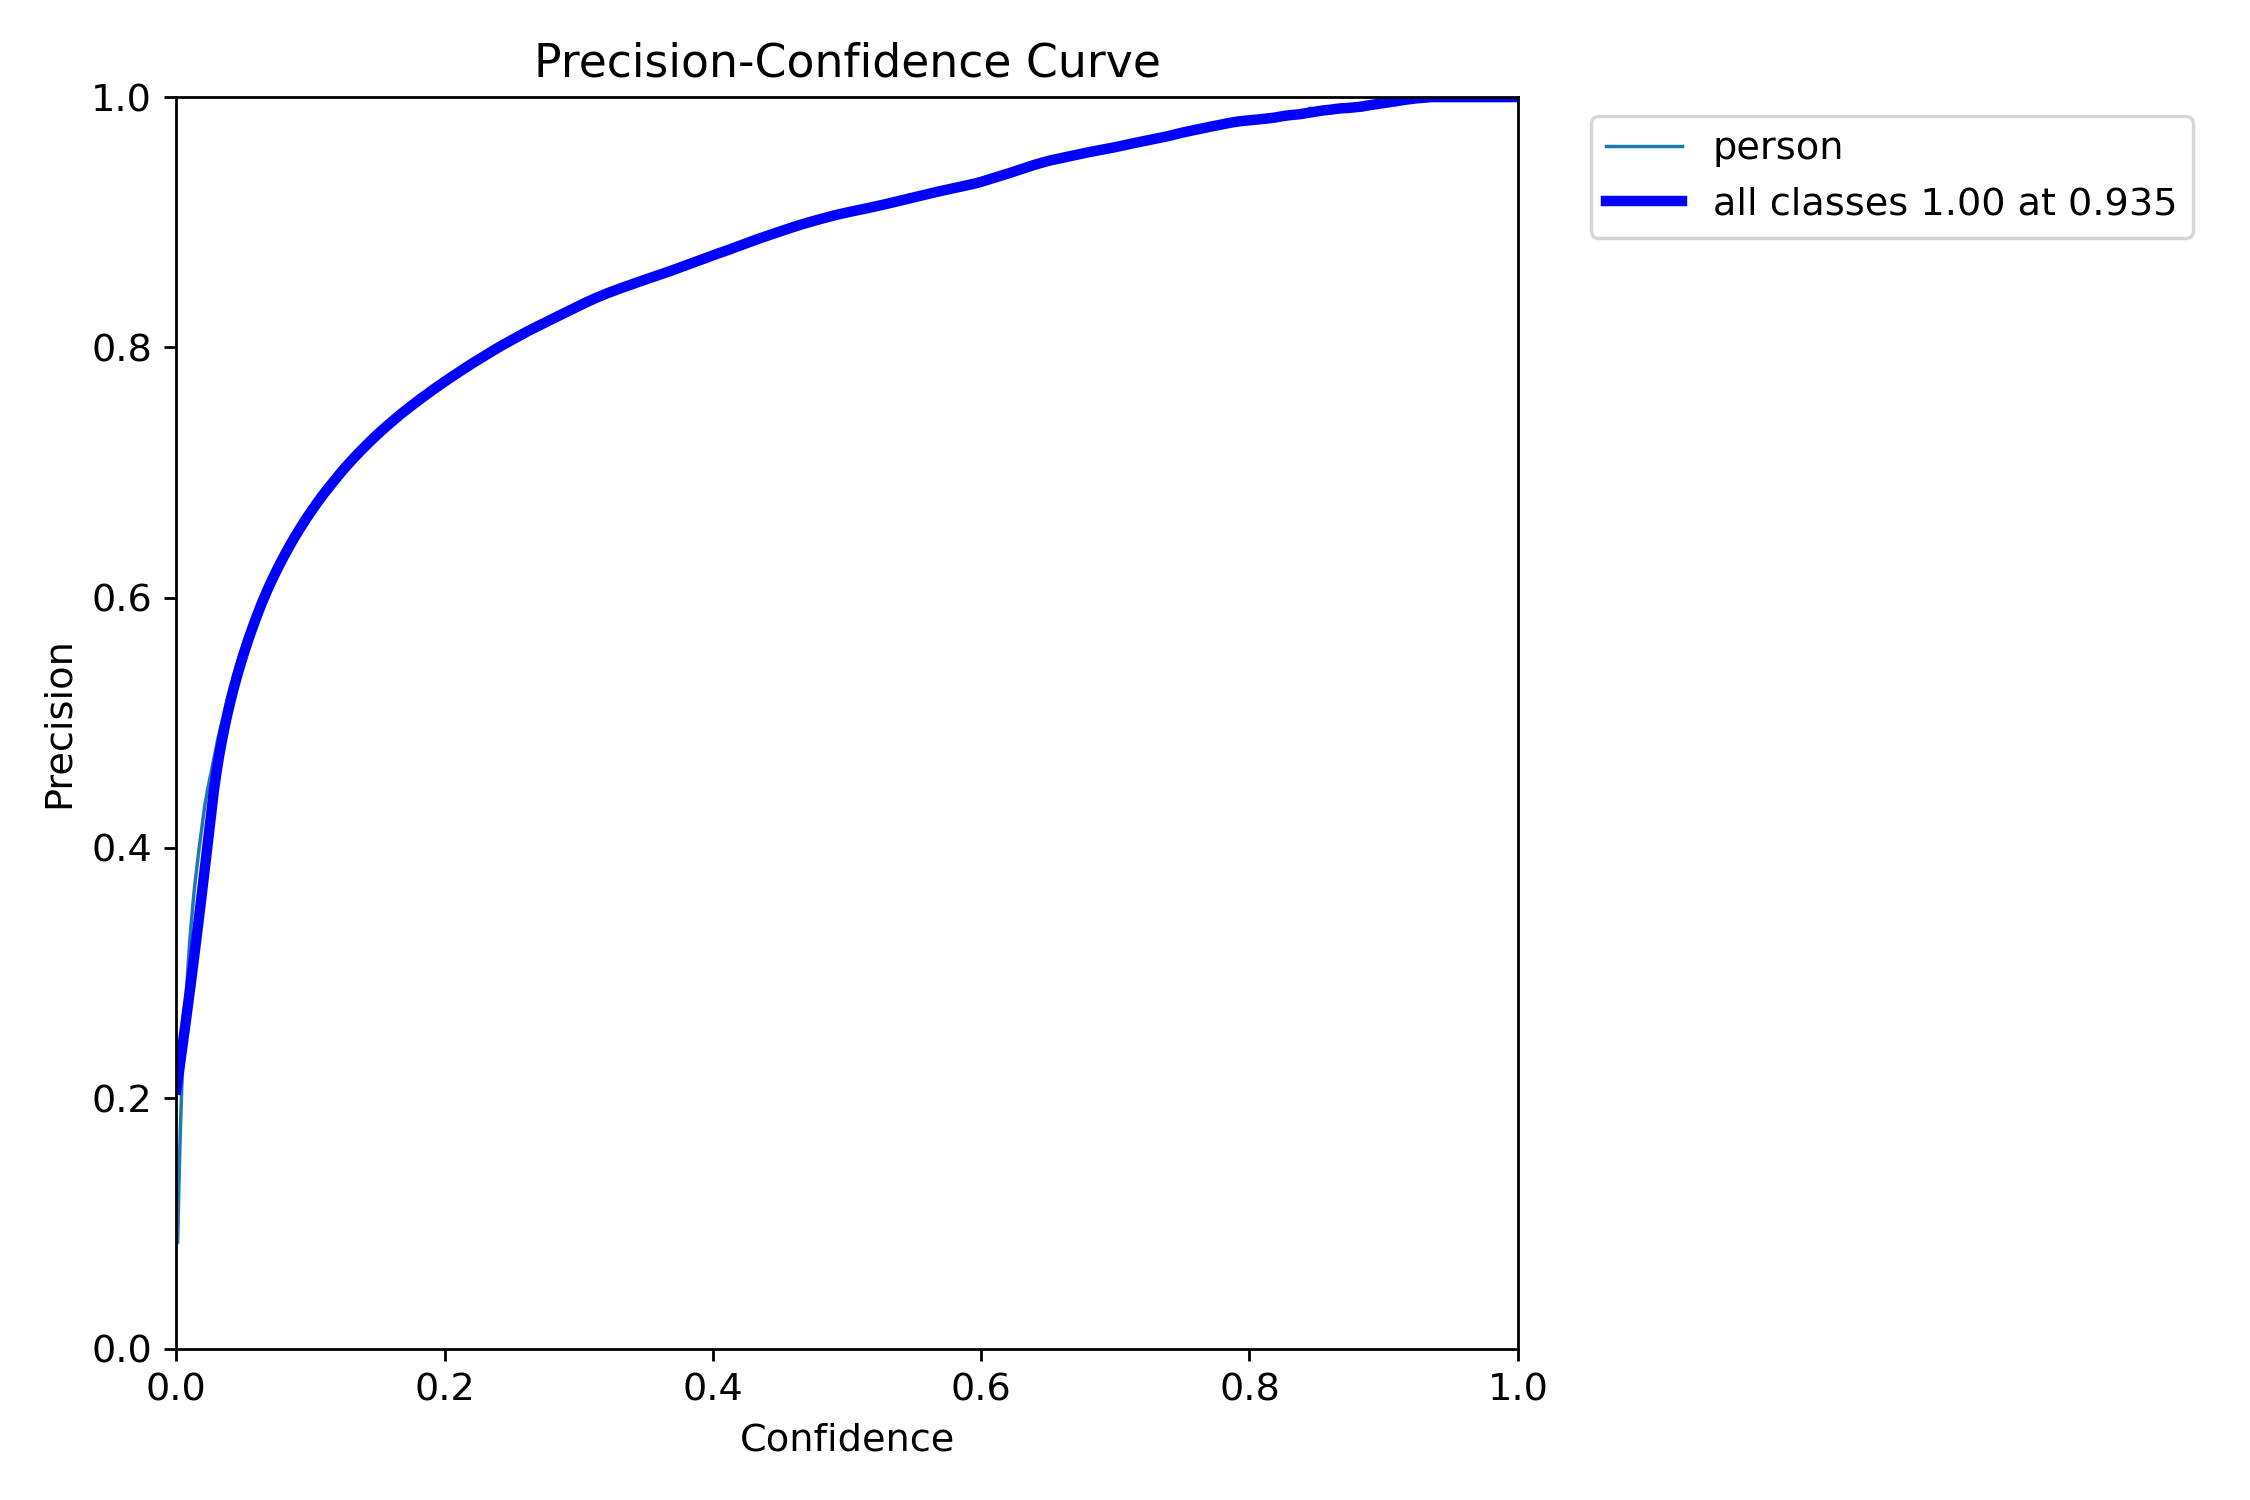 Precision-Confidence Curve
1.0
0.8
0.6
0.4
0.2
0.0
Precision
0.0 0.2 0.4 0.6 0.8 1.0
Confidence
person
all classes 1.00 at 0.935